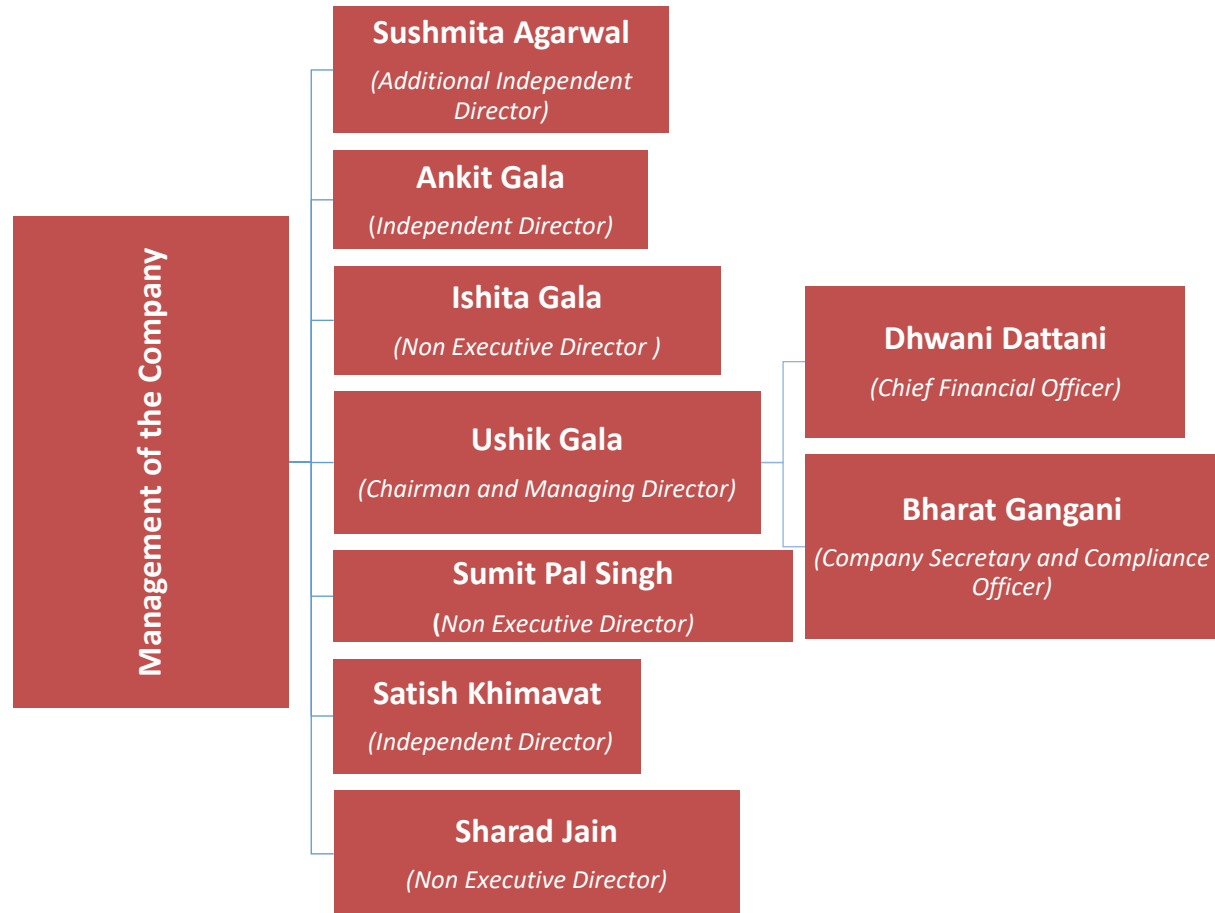 Management of the Company
Sushmita Agarwal
(Additional Independent
Director)
Ankit Gala
(Independent Director)
Ishita Gala
(Non Executive Director )
Ushik Gala
(Chairman and Managing Director)
Dhwani Dattani
(Chief Financial Officer)
Bharat Gangani
(Company Secretary and Compliance
Officer)
Sumit Pal Singh
(Non Executive Director)
Satish Khimavat
(Independent Director)
Sharad Jain
(Non Executive Director)